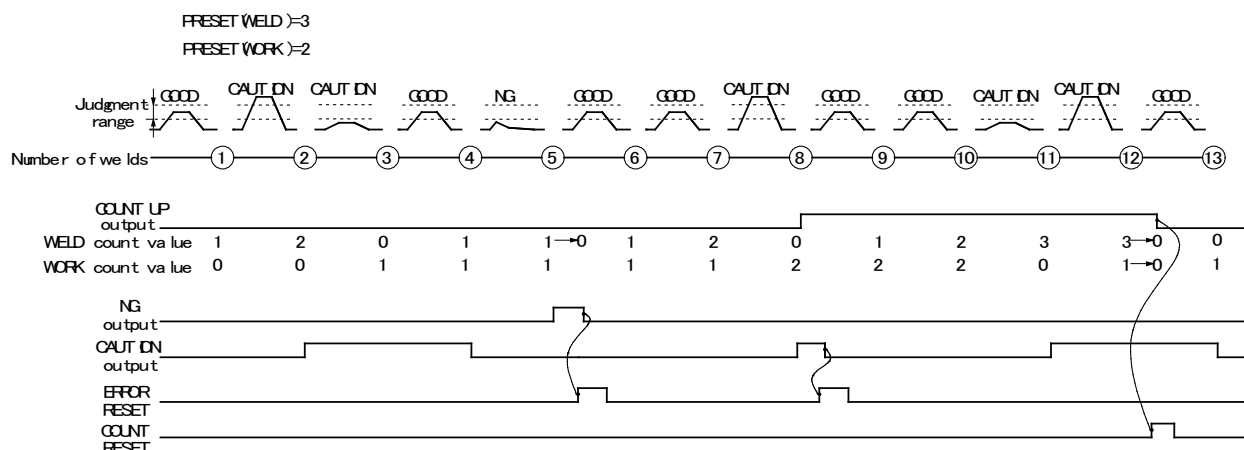 PRESET(WELD)=3
PRESET(WORK)=2
GOOD CAUTION CAUTION GOOD NG GOOD GOOD CAUTION GOOD GOOD CAUTION CAUTION GOOD
Judgment
range
Number of welds 1 2 3 4 5 6 7 8 9 10 11 12 13
COUNT UP
output
WELD count value 1 2 0 1 1→0 1 2 0 1 2 3 3→0 0
WORK count value 0 0 1 1 1 1 1 2 2 2 0 1→0 1
NG
output
CAUTION
output
ERROR
RESET
COUNT
RESET